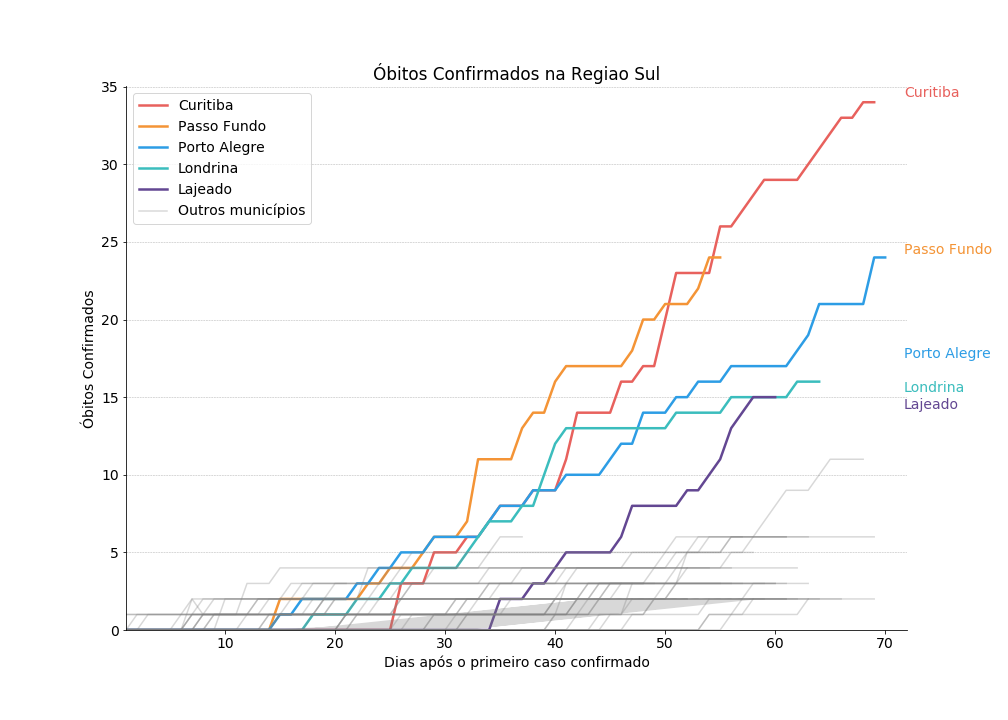 Óbitos Confirmados na Regiao Sul
Curitiba
Passo Fundo
Porto Alegre
Londrina
Lajeado
Outros municípios
Curitiba
Passo Fundo
Porto Alegre
Londrina
Lajeado
Óbitos Confirmados
35
30
25
20
15
10
5
0
10
20
30
40
50
60
70
Dias após o primeiro caso confirmado